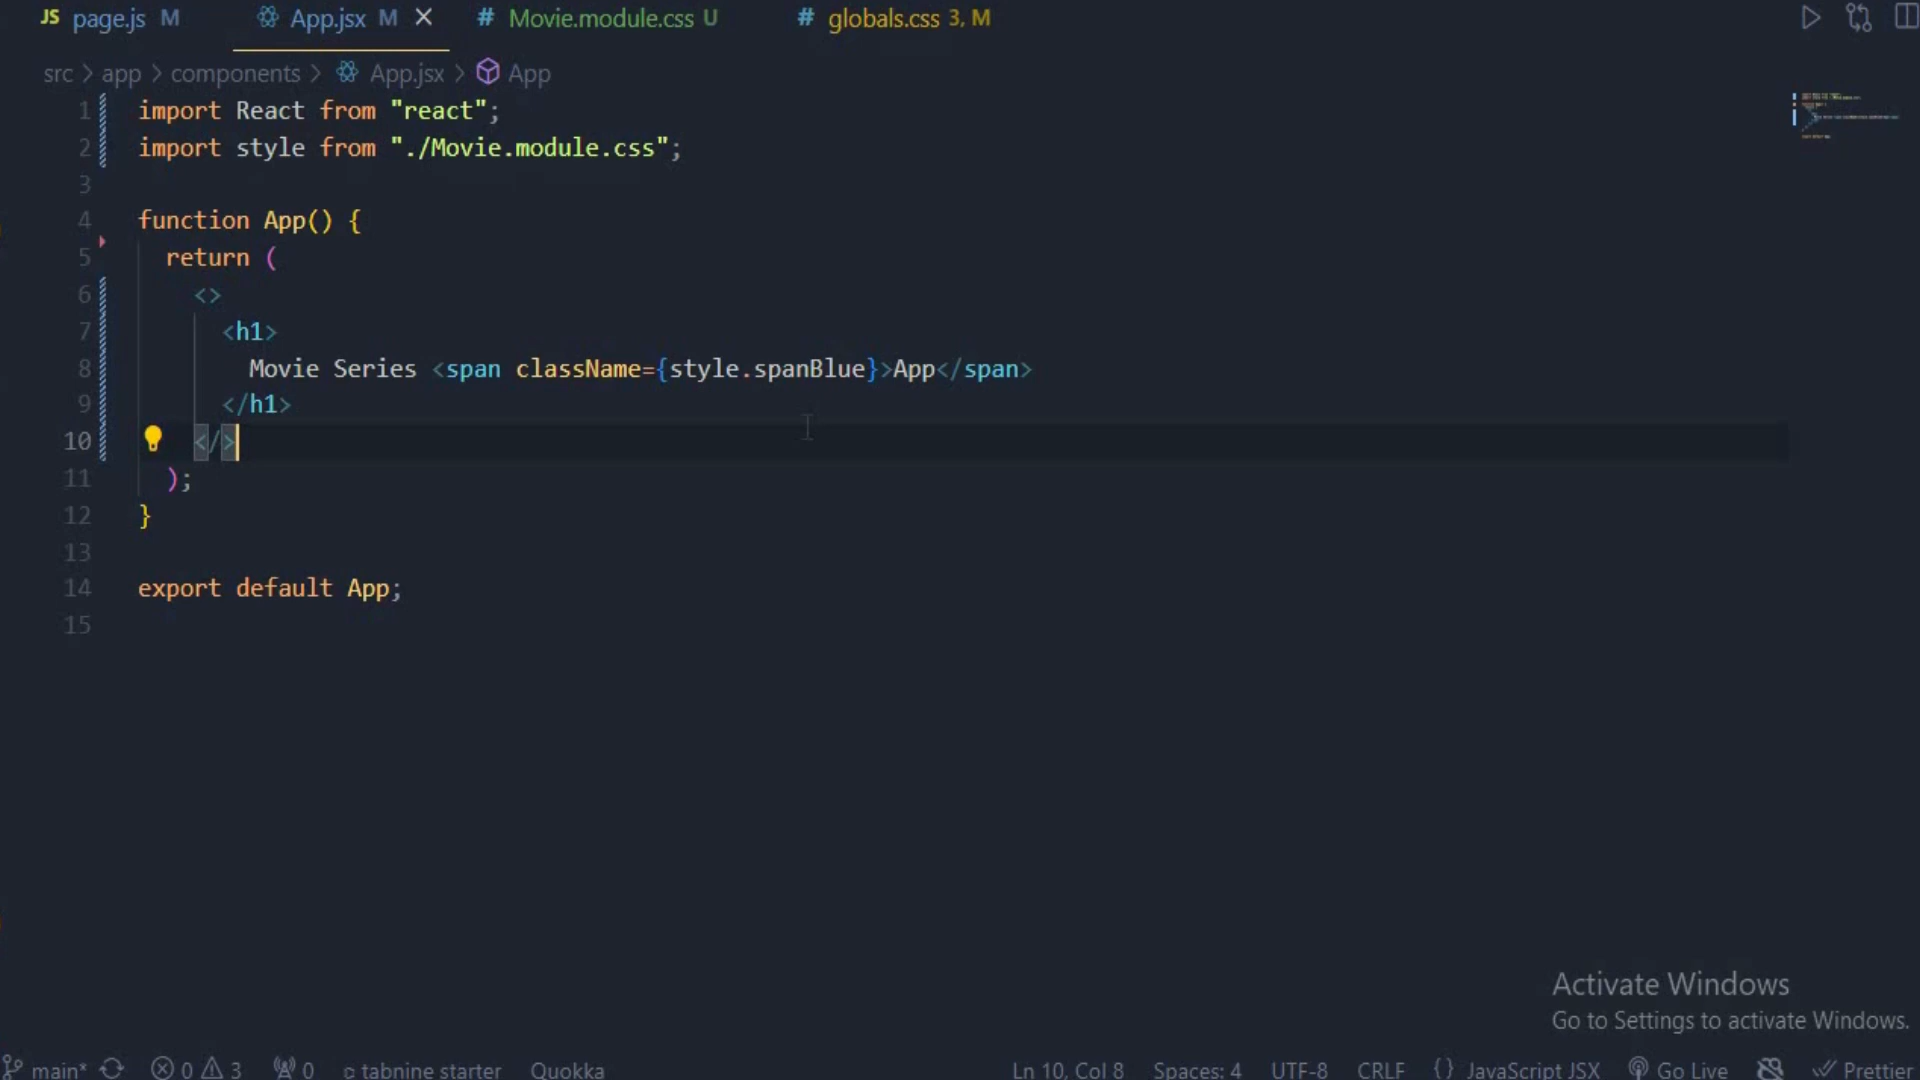 JS page.js M App.jsx M # Movie.module.css U # globals.css 3, M
src > app > components > App.jsx > App
1 import React from "react";
2 import style from "./Movie.module.css";
3
4 function App() {
5 return (
6 <>
7 <h1>
8 Movie Series <span className={style.spanBlue}>App</span>
9 </h1>
10 </>
11 );
12 }
13
14 export default App;
15
Activate Windows
Go to Settings to activate Windows.
main* 0 3 0 tabnine starter Quokka Ln 10, Col 8 Spaces: 4 UTF-8 CRLF {} JavaScript JSX Go Live Prettier